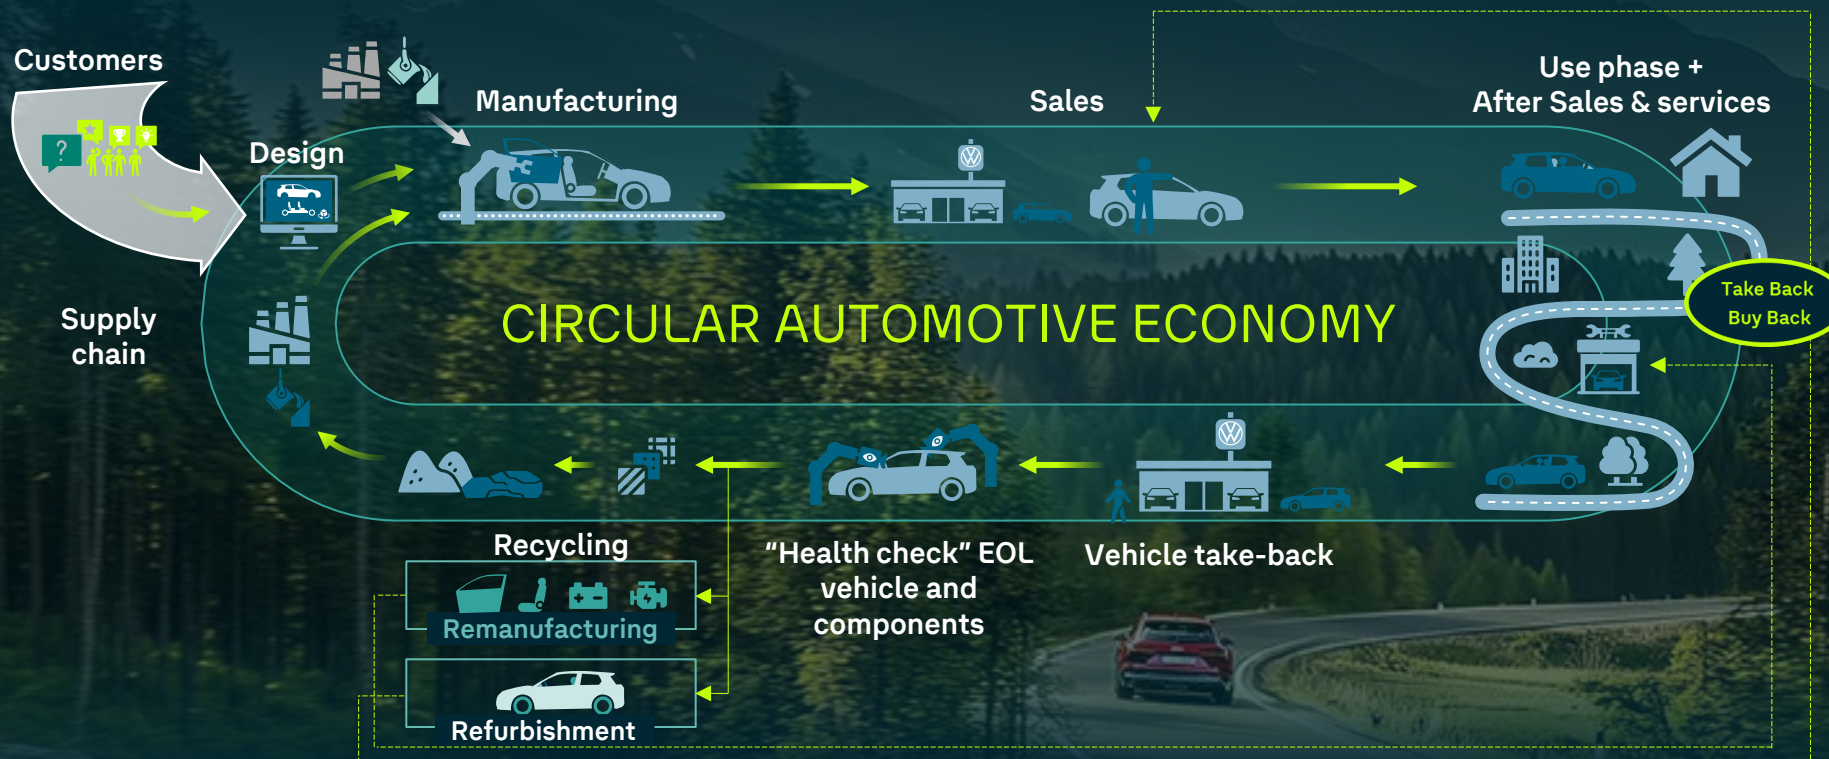 Customers
Design
Manufacturing
Sales
Use phase +
After Sales & services
Supply
chain
CIRCULAR AUTOMOTIVE ECONOMY
Take Back
Buy Back
Recycling
Remanufacturing
Refurbishment
“Health check” EOL
vehicle and
components
Vehicle take-back